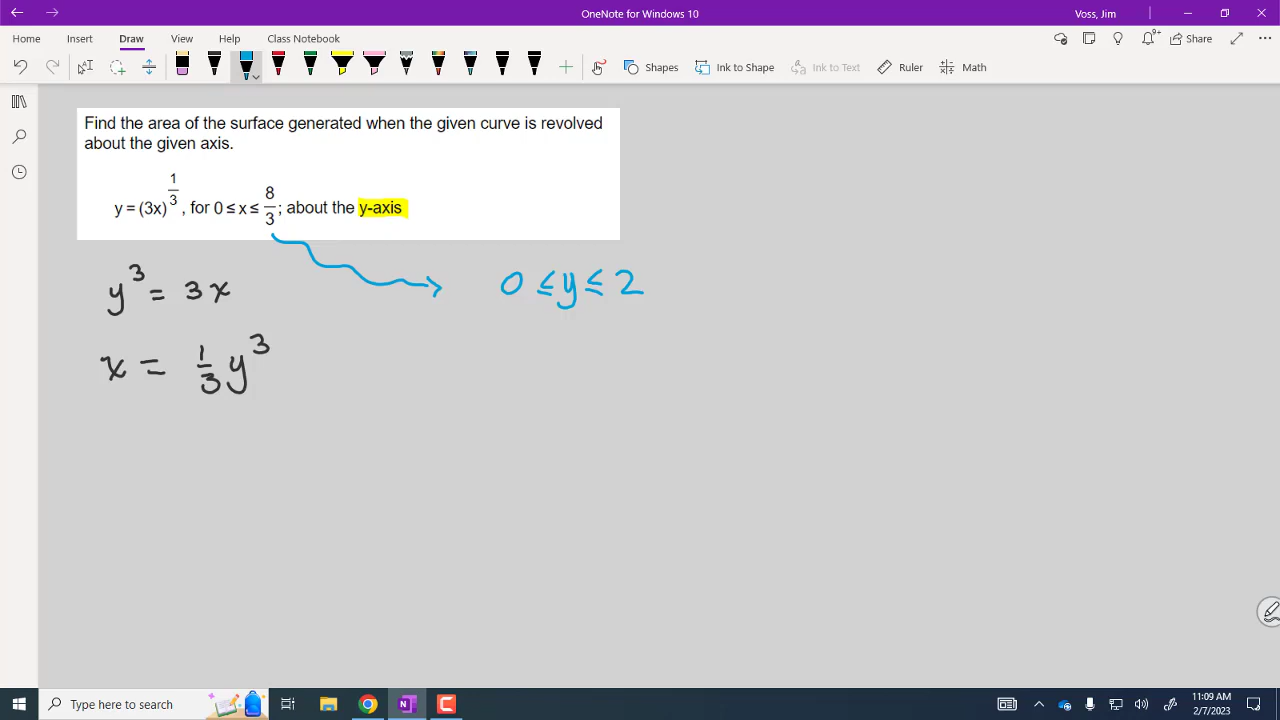 OneNote for Windows 10
Voss, Jim
Home Insert Draw View Help Class Notebook
Share
Shapes Ink to Shape Ink to Text Ruler Math
Find the area of the surface generated when the given curve is revolved
about the given axis.
y = (3x)^(1/3), for 0 ≤ x ≤ 8/3; about the y-axis
y³ = 3x
0 ≤ y ≤ 2
x = 1/3 y³
Type here to search
11:09 AM
2/7/2023